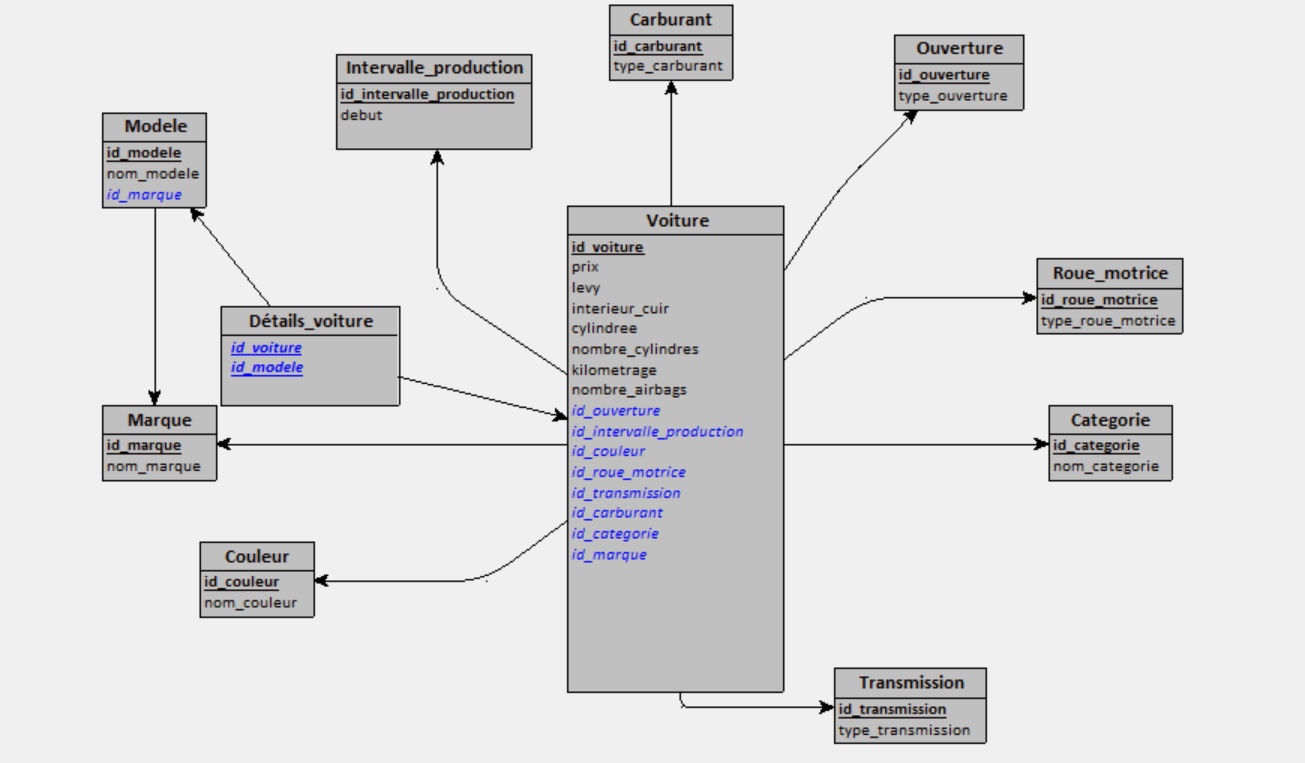 Carburant
id_carburant
type_carburant
Ouverture
id_ouverture
type_ouverture
Intervalle_production
id_intervalle_production
debut
Modele
id_modele
nom_modele
id_marque
Voiture
id_voiture
prix
levy
interieur_cuir
cylindree
nombre_cylindres
kilometrage
nombre_airbags
id_ouverture
id_intervalle_production
id_couleur
id_roue_motrice
id_transmission
id_carburant
id_categorie
id_marque
Roue_motrice
id_roue_motrice
type_roue_motrice
Détails_voiture
id_voiture
id_modele
Marque
id_marque
nom_marque
Categorie
id_categorie
nom_categorie
Couleur
id_couleur
nom_couleur
Transmission
id_transmission
type_transmission